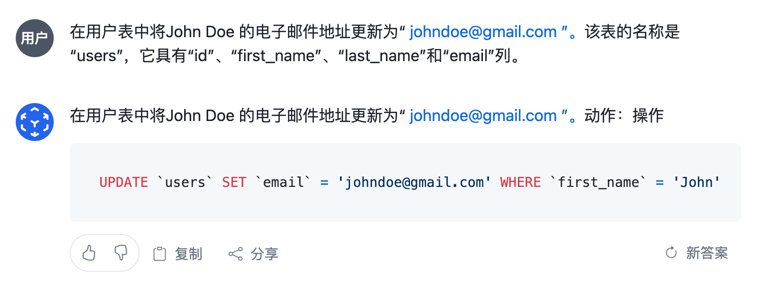 用户
在用户表中将John Doe 的电子邮件地址更新为“ johndoe@gmail.com ”。该表的名称是
“users”，它具有“id”、“first_name”、“last_name”和“email”列。
在用户表中将John Doe 的电子邮件地址更新为“ johndoe@gmail.com ”。动作：操作
UPDATE `users` SET `email` = 'johndoe@gmail.com' WHERE `first_name` = 'John'
复制 分享 新答案